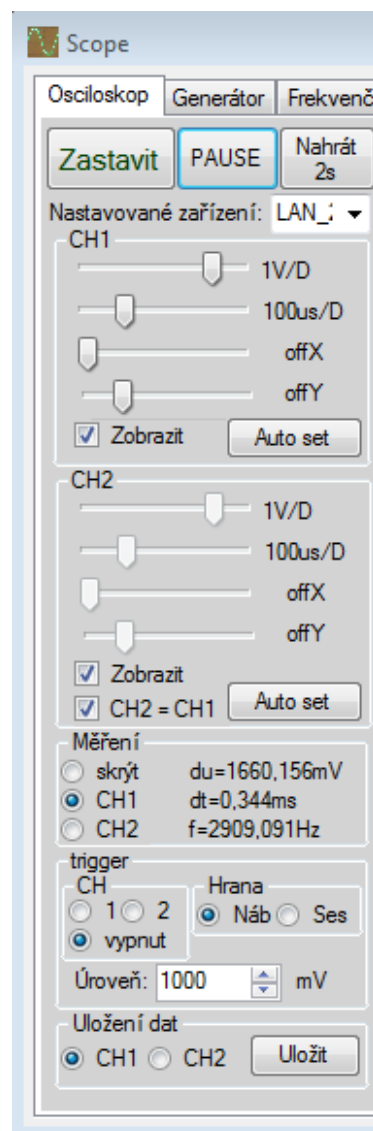 Scope
Osciloskop Generátor Frekvenč
Zastavit PAUSE Nahrát
2s
Nastavované zařízení: LAN_
CH1
1V/D
100us/D
offX
offY
Zobrazit Auto set
CH2
1V/D
100us/D
offX
offY
Zobrazit
CH2 = CH1 Auto set
Měření
skrýt du=1660,156mV
CH1 dt=0,344ms
CH2 f=2909,091Hz
trigger
CH Hrana
1 2 Náb Ses
vypnut
Úroveň: 1000 mV
Uložení dat
CH1 CH2 Uložit